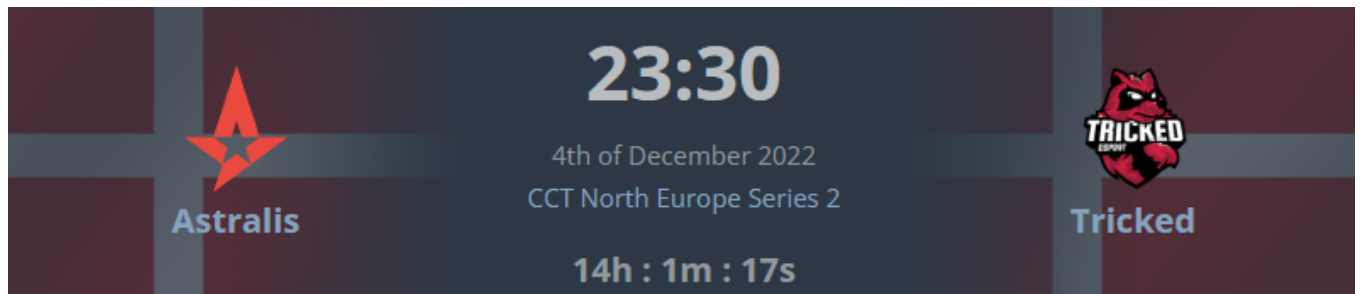 23:30
4th of December 2022
CCT North Europe Series 2
14h : 1m : 17s
Astralis
TRICKED
ESPORT
Tricked